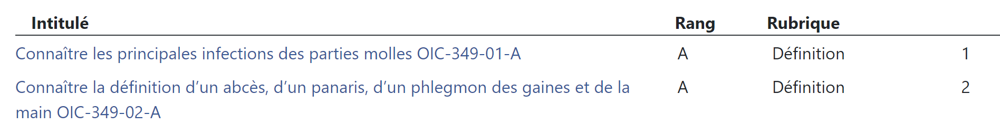 Intitulé Rang Rubrique
Connaître les principales infections des parties molles OIC-349-01-A A Définition 1
Connaître la définition d’un abcès, d’un panaris, d’un phlegmon des gaines et de la A Définition 2
main OIC-349-02-A